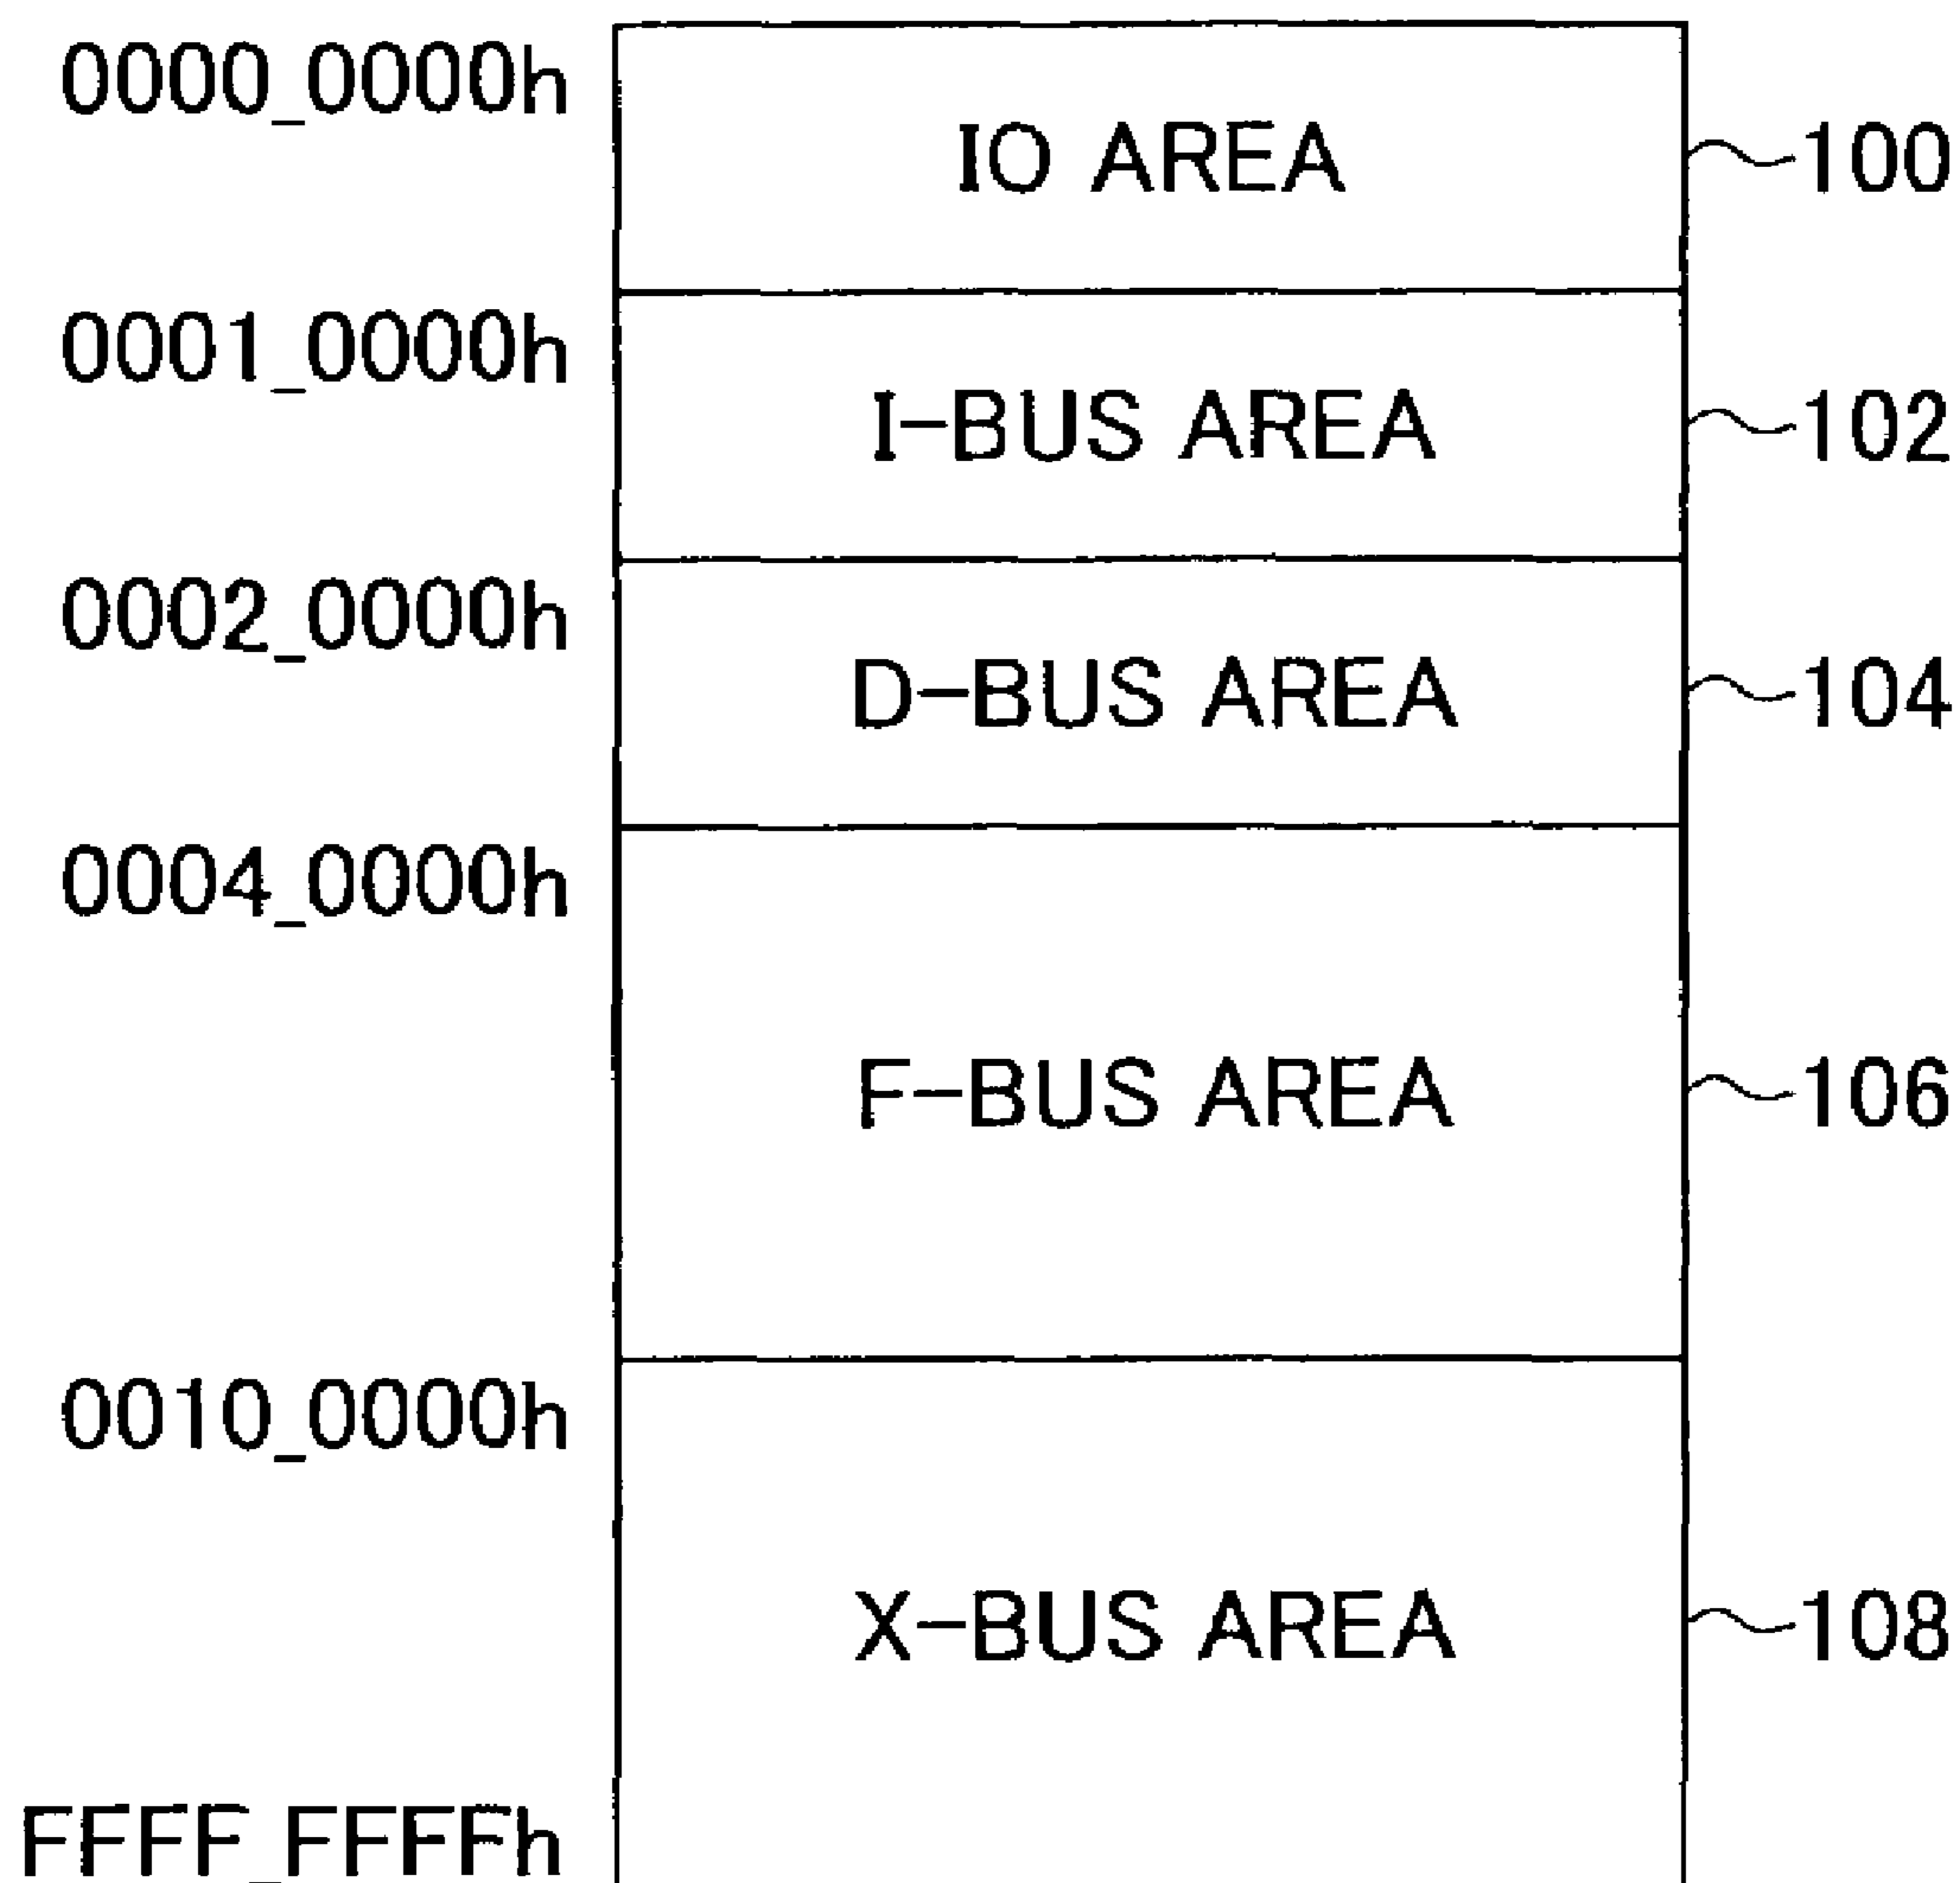 0000_0000h
IO AREA
100
0001_0000h
I-BUS AREA
102
0002_0000h
D-BUS AREA
104
0004_0000h
F-BUS AREA
106
0010_0000h
X-BUS AREA
108
FFFF_FFFFh